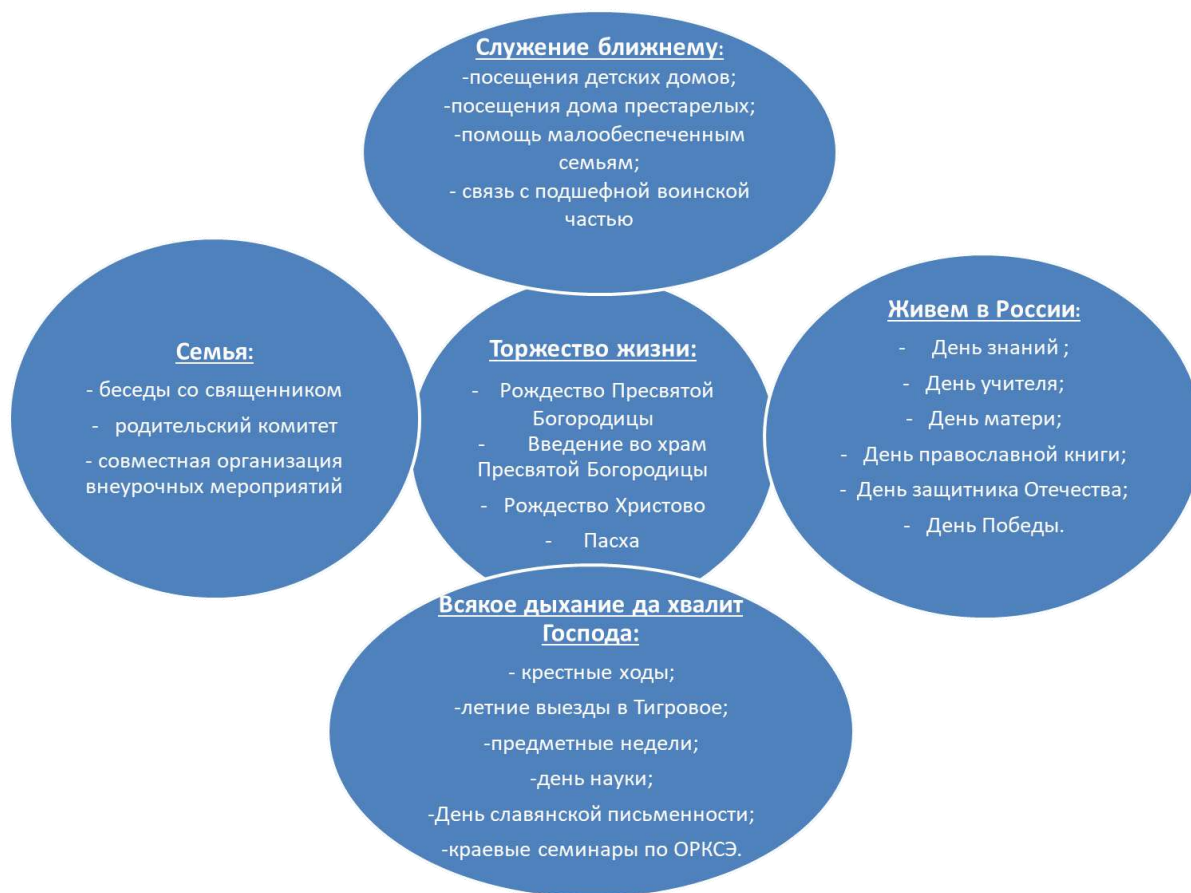 Служение ближнему:
-посещения детских домов;
-посещения дома престарелых;
-помощь малообеспеченным
семьям;
- связь с подшефной воинской
частью
Семья:
- беседы со священником
- родительский комитет
- совместная организация
внеурочных мероприятий
Торжество жизни:
- Рождество Пресвятой
Богородицы
- Введение во храм
Пресвятой Богородицы
- Рождество Христово
- Пасха
Живем в России:
- День знаний ;
- День учителя;
- День матери;
- День православной книги;
- День защитника Отечества;
- День Победы.
Всякое дыхание да хвалит
Господа:
- крестные ходы;
-летние выезды в Тигровое;
-предметные недели;
-день науки;
-День славянской письменности;
-краевые семинары по ОРКСЭ.